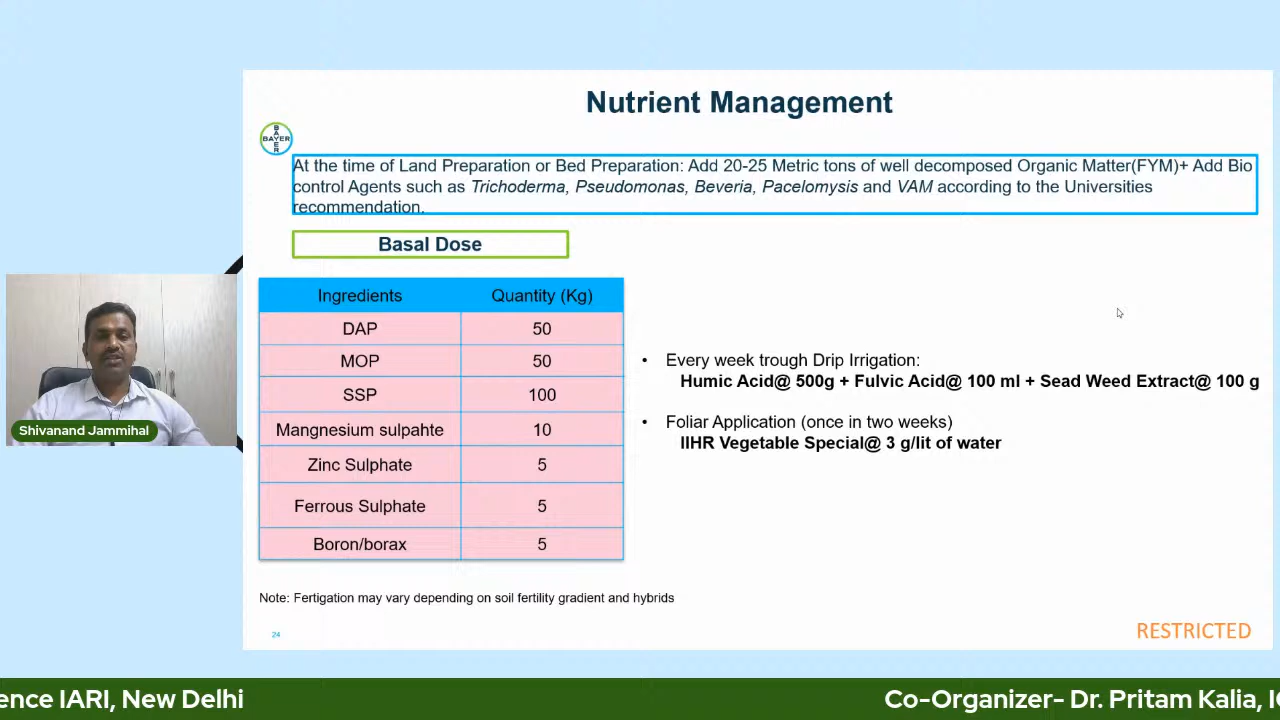 Nutrient Management
BAYER
BAYER
At the time of Land Preparation or Bed Preparation: Add 20-25 Metric tons of well decomposed Organic Matter(FYM)+ Add Bio
control Agents such as Trichoderma, Pseudomonas, Beveria, Pacelomysis and VAM according to the Universities
recommendation.
Basal Dose
Ingredients Quantity (Kg)
DAP 50
MOP 50
SSP 100
Mangnesium sulpahte 10
Zinc Sulphate 5
Ferrous Sulphate 5
Boron/borax 5
• Every week trough Drip Irrigation:
Humic Acid@ 500g + Fulvic Acid@ 100 ml + Sead Weed Extract@ 100 g
• Foliar Application (once in two weeks)
IIHR Vegetable Special@ 3 g/lit of water
Shivanand Jammihal
Note: Fertigation may vary depending on soil fertility gradient and hybrids
24
RESTRICTED
ence IARI, New Delhi
Co-Organizer- Dr. Pritam Kalia, I